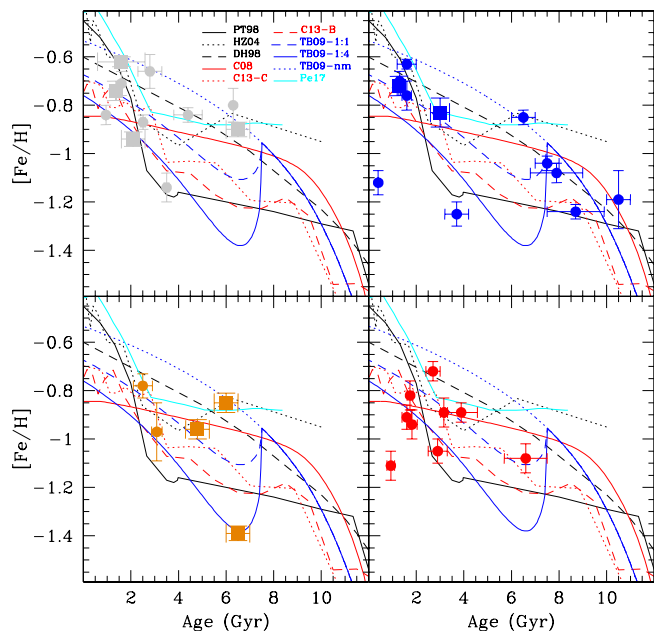 PT98
HZ04
DH98
C08
C13-C
C13-B
TB09-1:1
TB09-1:4
TB09-nm
Pe17
[Fe/H]
-0.6
-0.8
-1
-1.2
-1.4
[Fe/H]
-0.6
-0.8
-1
-1.2
-1.4
2 4 6 8 10
Age (Gyr)
2 4 6 8 10
Age (Gyr)